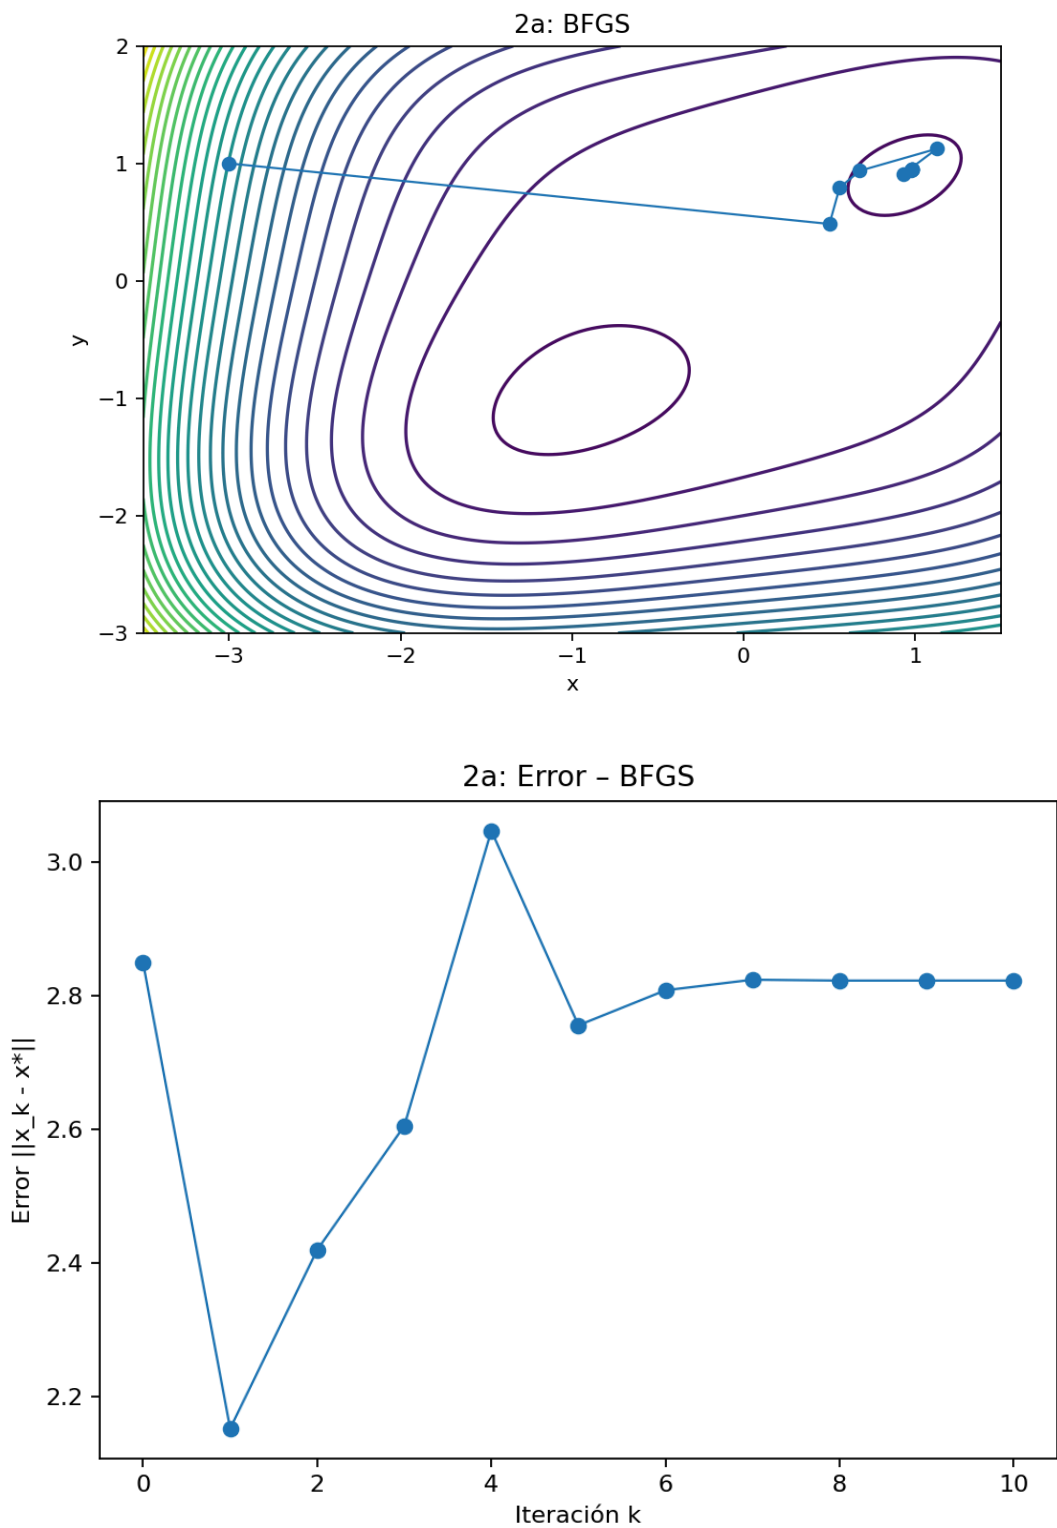 2a: BFGS
2
1
0
−1
−2
−3
y
−3 −2 −1 0 1
x
2a: Error – BFGS
3.0
2.8
2.6
2.4
2.2
Error ||x_k - x*||
0 2 4 6 8 10
Iteración k